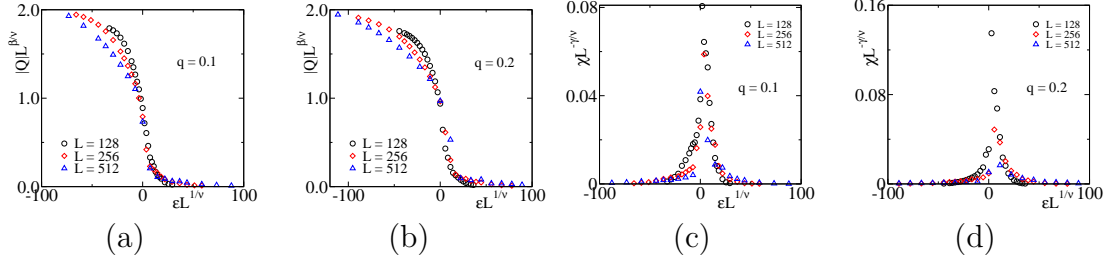 2.0
1.0
0.0
|Q|L^{β/ν}
q = 0.1
L = 128
L = 256
L = 512
-100
0
100
εL^{1/ν}
(a)
2.0
1.0
0.0
|Q|L^{β/ν}
q = 0.2
L = 128
L = 256
L = 512
-100
0
100
εL^{1/ν}
(b)
0.08
0.04
0
χL^{-γ/ν}
L = 128
L = 256
L = 512
q = 0.1
-100
0
100
εL^{1/ν}
(c)
0.16
0.08
0
χL^{-γ/ν}
L = 128
L = 256
L = 512
q = 0.2
-100
0
100
εL^{1/ν}
(d)